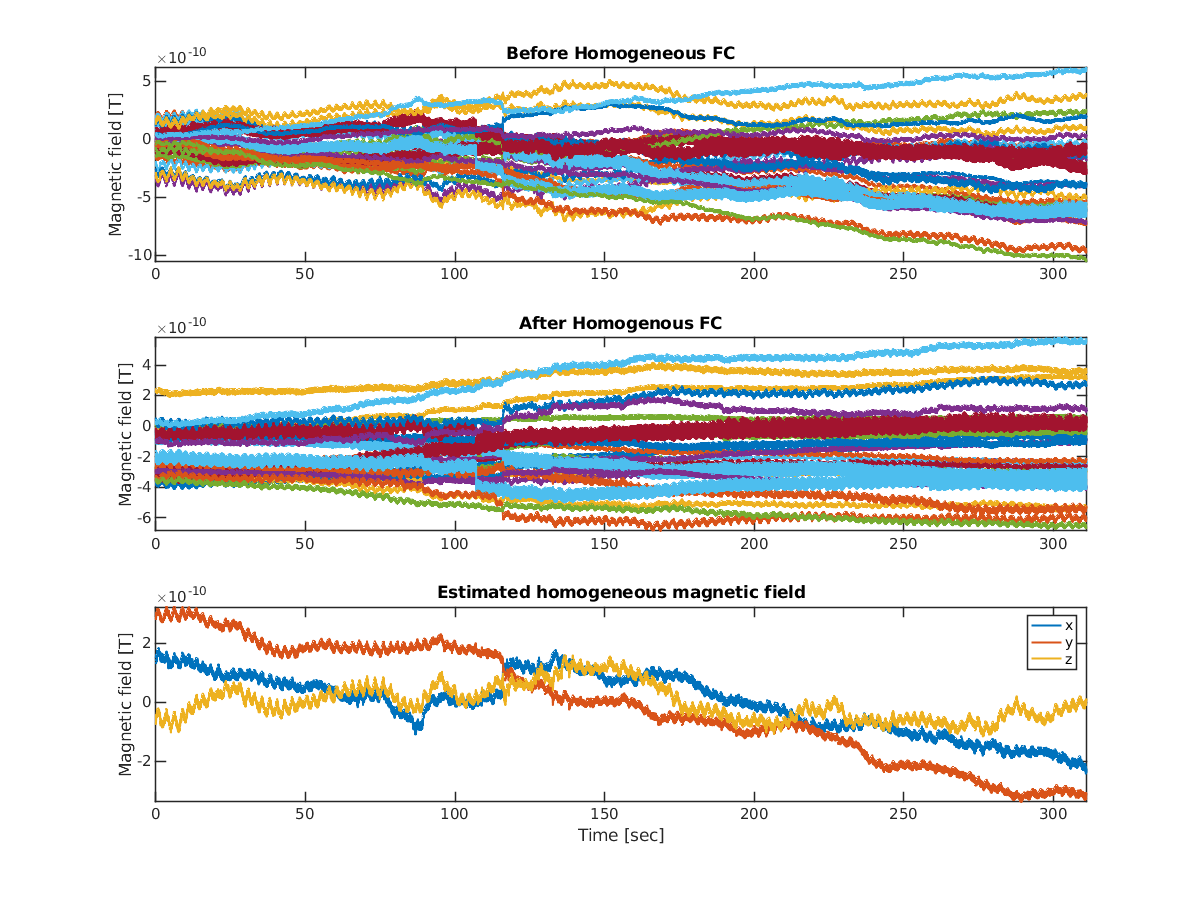 Before Homogeneous FC
×10-10
Magnetic field [T]
5
0
-5
-10
0 50 100 150 200 250 300
After Homogenous FC
×10-10
Magnetic field [T]
4
2
0
-2
-4
-6
0 50 100 150 200 250 300
Estimated homogeneous magnetic field
×10-10
Magnetic field [T]
2
0
-2
x
y
z
0 50 100 150 200 250 300
Time [sec]